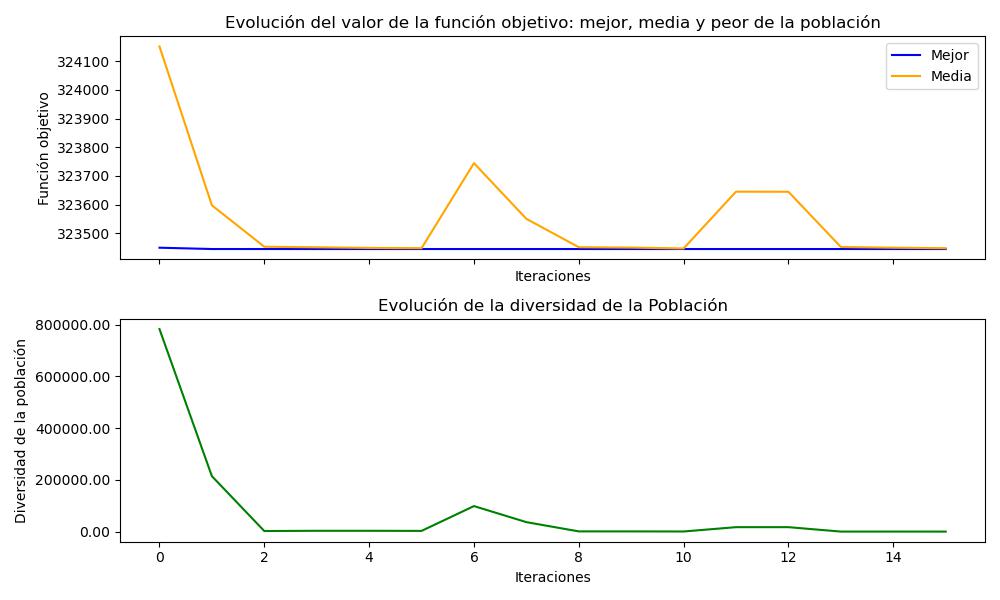 Evolución del valor de la función objetivo: mejor, media y peor de la población
324100
324000
323900
323800
323700
323600
323500
Función objetivo
Mejor
Media
Iteraciones
Evolución de la diversidad de la Población
800000.00
600000.00
400000.00
200000.00
0.00
Diversidad de la población
0 2 4 6 8 10 12 14
Iteraciones